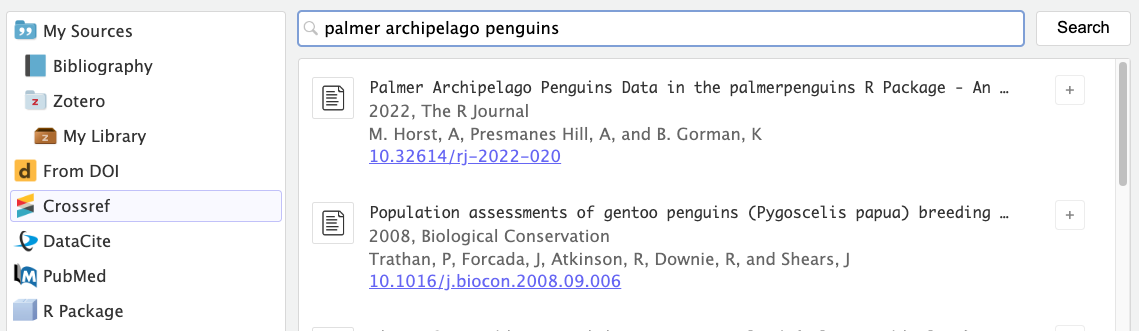 My Sources
Bibliography
Zotero
My Library
From DOI
Crossref
DataCite
PubMed
R Package
palmer archipelago penguins
Search
Palmer Archipelago Penguins Data in the palmerpenguins R Package - An …
2022, The R Journal
M. Horst, A, Presmanes Hill, A, and B. Gorman, K
10.32614/rj-2022-020
+
Population assessments of gentoo penguins (Pygoscelis papua) breeding …
2008, Biological Conservation
Trathan, P, Forcada, J, Atkinson, R, Downie, R, and Shears, J
10.1016/j.biocon.2008.09.006
+